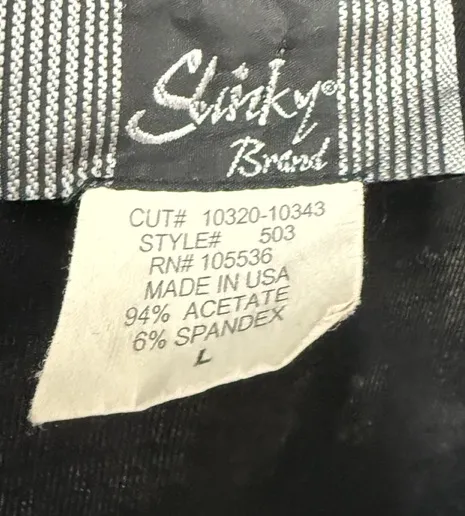 Slinky®
Brand
CUT# 10320-10343
STYLE# 503
RN# 105536
MADE IN USA
94% ACETATE
6% SPANDEX
L